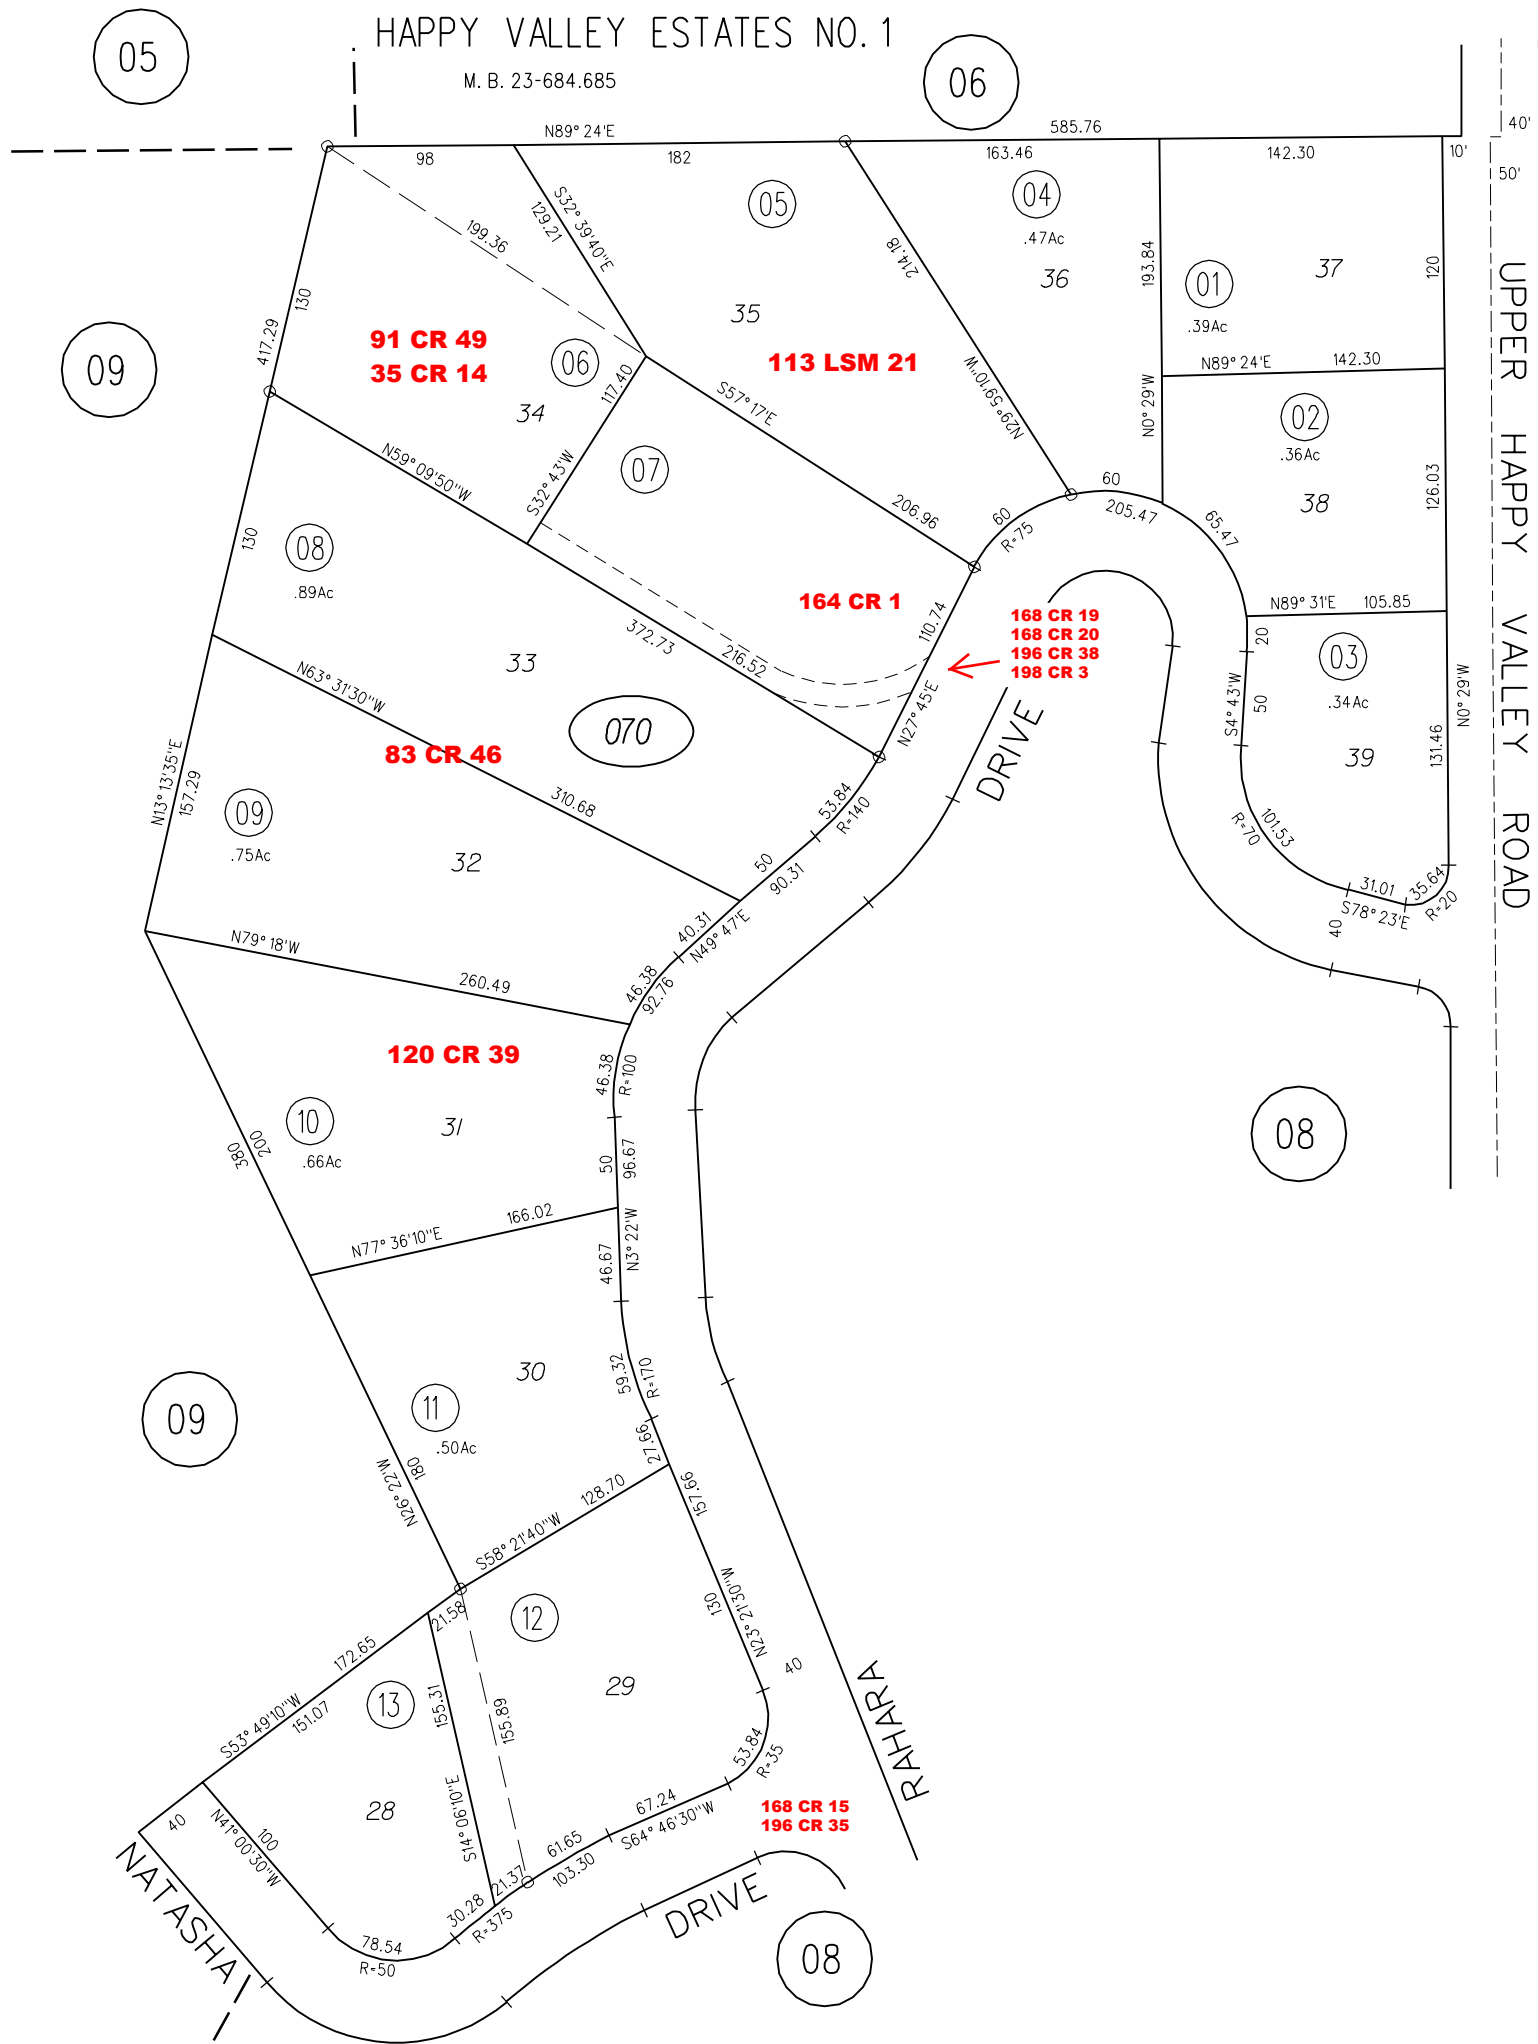 HAPPY VALLEY ESTATES NO. 1
M. B. 23-684.685
05
06
40'
N89° 24'E
585.76
10'
50'
98
182
163.46
142.30
199.36
S32° 39'40"E
129.21
05
04
.47Ac
36
214.18
193.84
01
.39Ac
37
120
UPPER HAPPY VALLEY ROAD
09
417.29
130
91 CR 49
35 CR 14
06
34
117.40
35
113 LSM 21
N29° 59'10"W
N89° 24'E
142.30
S57° 17'E
N0° 29'W
02
.36Ac
38
126.03
N59° 09'50"W
S32° 43'W
07
206.96
60
R=75
60
205.47
65.47
130
08
.89Ac
33
372.73
216.52
164 CR 1
110.74
N27° 45'E
168 CR 19
168 CR 20
196 CR 38
198 CR 3
N89° 31'E
105.85
20
S4° 43'W
50
03
.34Ac
39
N0° 29'W
131.46
N63° 31'30"W
070
83 CR 46
DRIVE
N13° 13'35"E
157.29
310.68
09
.75Ac
32
53.84
R=140
50
90.31
101.53
R=70
31.01
S78° 23'E
35.64
R=20
40
N79° 18'W
260.49
40.31
N49° 47'E
46.38
92.76
120 CR 39
46.38
R=100
10
.66Ac
31
200
380
50
96.67
08
166.02
N77° 36'10"E
N3° 22'W
46.67
09
30
11
.50Ac
59.32
R=170
27.66
180
N26° 22'W
128.70
S58° 21'40"W
157.66
12
29
21.58
130
N23° 21'30"W
40
172.65
S53° 49'10"W
151.07
13
155.31
155.89
RAHARA
53.84
R=35
28
S14° 06'10"E
67.24
S64° 46'30"W
168 CR 15
196 CR 35
40
N41° 00'30"W
100
NATASHA
61.65
103.30
21.37
30.28
R=375
DRIVE
78.54
R=50
08